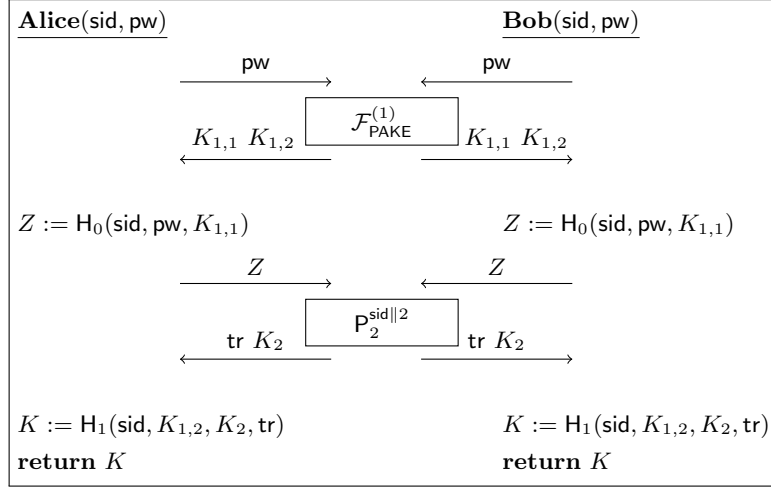 Alice(sid, pw) Bob(sid, pw)
pw pw
F_PAKE^(1)
K_{1,1} K_{1,2} K_{1,1} K_{1,2}
Z := H_0(sid, pw, K_{1,1}) Z := H_0(sid, pw, K_{1,1})
Z Z
P_2^{sid∥2}
tr K_2 tr K_2
K := H_1(sid, K_{1,2}, K_2, tr) K := H_1(sid, K_{1,2}, K_2, tr)
return K return K